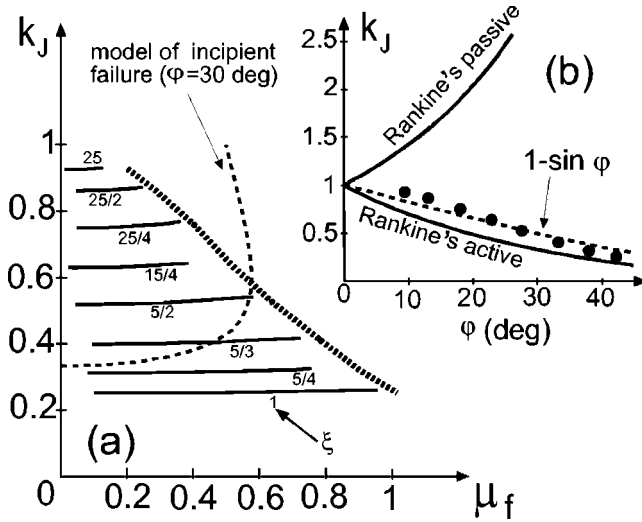 k_J
model of incipient
failure (φ=30 deg)
1
0.8
0.6
0.4
0.2
0
25
25/2
25/4
15/4
5/2
5/3
5/4
1
ξ
(a)
0.2 0.4 0.6 0.8 1
μ_f
k_J
2.5
2
1.5
1
0.5
Rankine's passive
(b)
1-sin φ
Rankine's active
0 10 20 30 40
φ (deg)